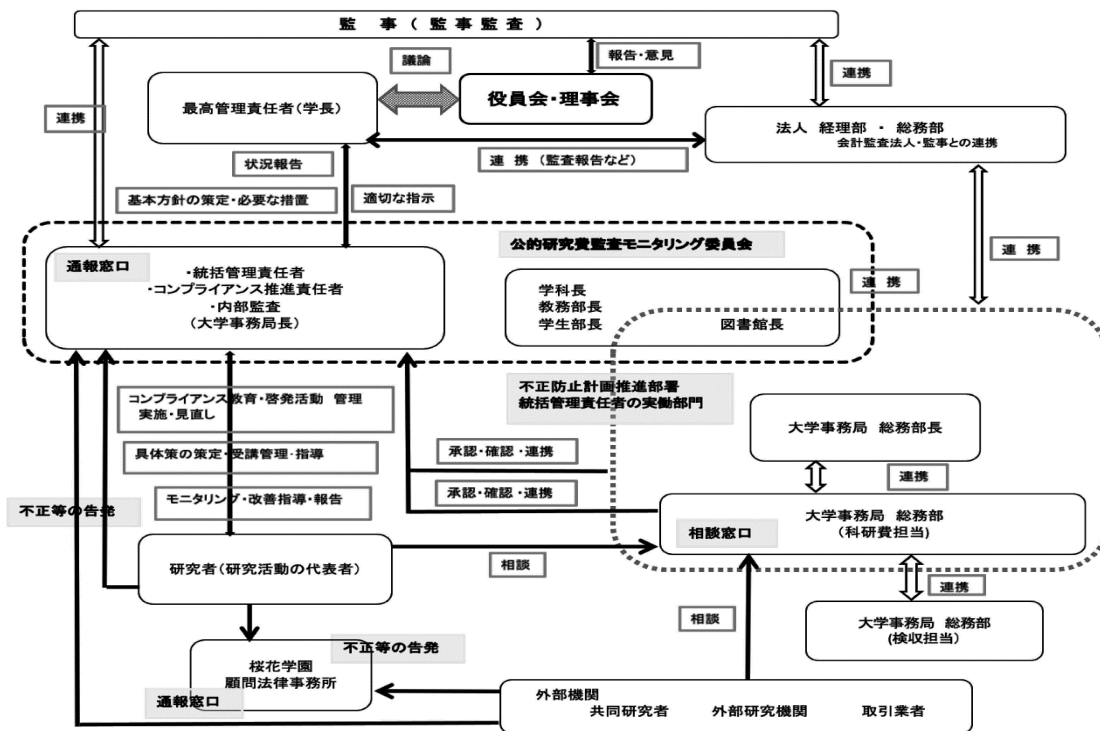 監 事 ( 監 事 監 査 )
議論
報告・意見
連携
連携
最高管理責任者(学長)
役員会・理事会
法人 経理部 ・ 総務部
会計監査法人・監事との連携
連 携 (監査報告など)
状況報告
基本方針の策定・必要な措置
適切な指示
公的研究費監査モニタリング委員会
連 携
通報窓口
・統括管理責任者
・コンプライアンス推進責任者
・内部監査
(大学事務局長)
学科長
教務部長
学生部長
図書館長
連 携
不正防止計画推進部署
統括管理責任者の実働部門
コンプライアンス教育・啓発活動 管理
実施・見直し
具体策の策定・受講管理・指導
モニタリング・改善指導・報告
承認・確認・連携
承認・確認・連携
大学事務局 総務部長
連携
不正等の告発
相談窓口
大学事務局 総務部
(科研費担当)
研究者(研究活動の代表者)
相談
連携
相談
大学事務局 総務部
(検収担当)
不正等の告発
桜花学園
顧問法律事務所
通報窓口
外部機関
共同研究者 外部研究機関 取引業者